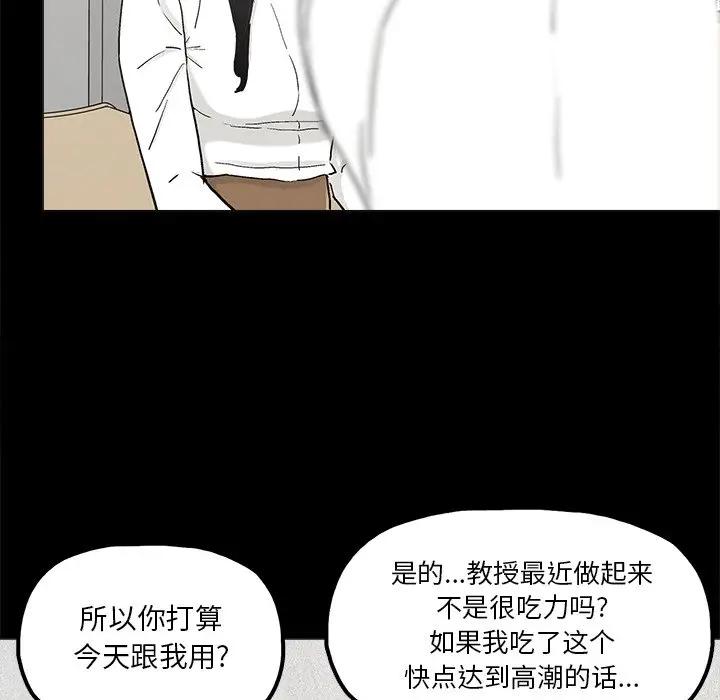 所以你打算
今天跟我用?
是的...教授最近做起来
不是很吃力吗?
如果我吃了这个
快点达到高潮的话...